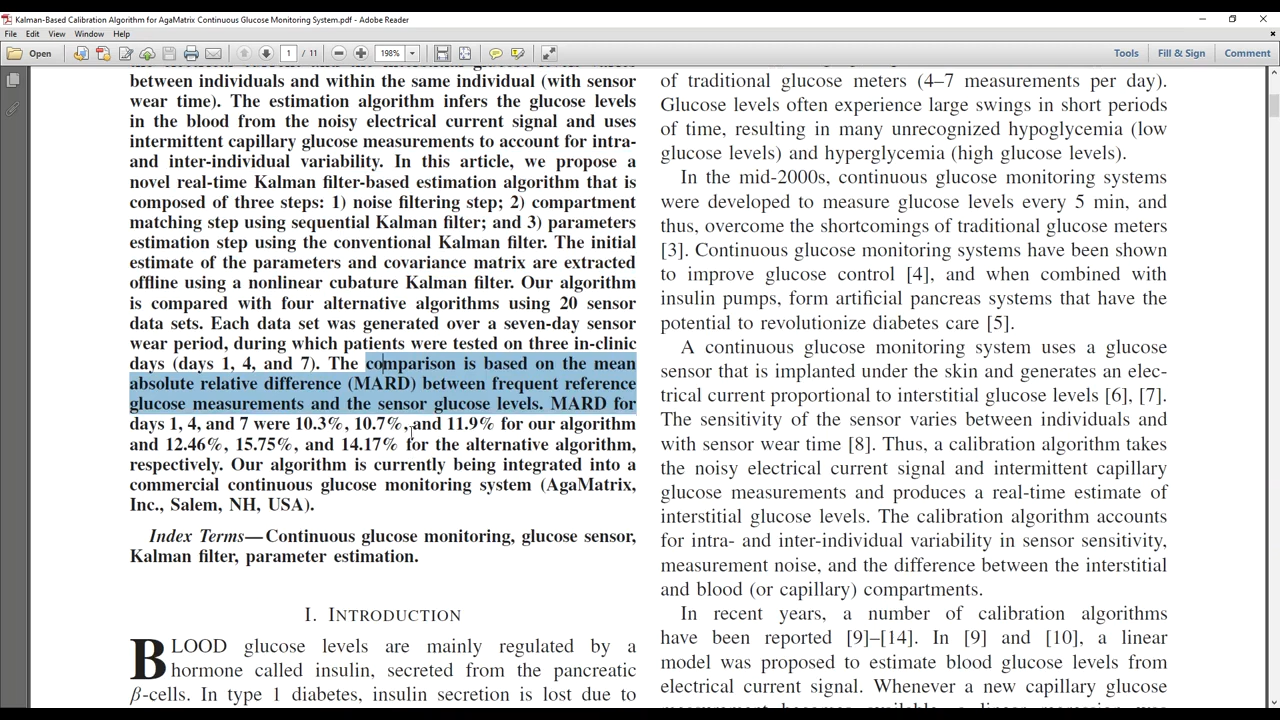 Kalman-Based Calibration Algorithm for AgaMatrix Continuous Glucose Monitoring System.pdf - Adobe Reader
File Edit View Window Help
Open 1 / 11 198% Tools Fill & Sign Comment
between individuals and within the same individual (with sensor
wear time). The estimation algorithm infers the glucose levels
in the blood from the noisy electrical current signal and uses
intermittent capillary glucose measurements to account for intra-
and inter-individual variability. In this article, we propose a
novel real-time Kalman filter-based estimation algorithm that is
composed of three steps: 1) noise filtering step; 2) compartment
matching step using sequential Kalman filter; and 3) parameters
estimation step using the conventional Kalman filter. The initial
estimate of the parameters and covariance matrix are extracted
offline using a nonlinear cubature Kalman filter. Our algorithm
is compared with four alternative algorithms using 20 sensor
data sets. Each data set was generated over a seven-day sensor
wear period, during which patients were tested on three in-clinic
days (days 1, 4, and 7). The comparison is based on the mean
absolute relative difference (MARD) between frequent reference
glucose measurements and the sensor glucose levels. MARD for
days 1, 4, and 7 were 10.3%, 10.7%, and 11.9% for our algorithm
and 12.46%, 15.75%, and 14.17% for the alternative algorithm,
respectively. Our algorithm is currently being integrated into a
commercial continuous glucose monitoring system (AgaMatrix,
Inc., Salem, NH, USA).
Index Terms—Continuous glucose monitoring, glucose sensor,
Kalman filter, parameter estimation.
I. INTRODUCTION
BLOOD glucose levels are mainly regulated by a
hormone called insulin, secreted from the pancreatic
β-cells. In type 1 diabetes, insulin secretion is lost due to
of traditional glucose meters (4–7 measurements per day).
Glucose levels often experience large swings in short periods
of time, resulting in many unrecognized hypoglycemia (low
glucose levels) and hyperglycemia (high glucose levels).
In the mid-2000s, continuous glucose monitoring systems
were developed to measure glucose levels every 5 min, and
thus, overcome the shortcomings of traditional glucose meters
[3]. Continuous glucose monitoring systems have been shown
to improve glucose control [4], and when combined with
insulin pumps, form artificial pancreas systems that have the
potential to revolutionize diabetes care [5].
A continuous glucose monitoring system uses a glucose
sensor that is implanted under the skin and generates an elec-
trical current proportional to interstitial glucose levels [6], [7].
The sensitivity of the sensor varies between individuals and
with sensor wear time [8]. Thus, a calibration algorithm takes
the noisy electrical current signal and intermittent capillary
glucose measurements and produces a real-time estimate of
interstitial glucose levels. The calibration algorithm accounts
for intra- and inter-individual variability in sensor sensitivity,
measurement noise, and the difference between the interstitial
and blood (or capillary) compartments.
In recent years, a number of calibration algorithms
have been reported [9]–[14]. In [9] and [10], a linear
model was proposed to estimate blood glucose levels from
electrical current signal. Whenever a new capillary glucose